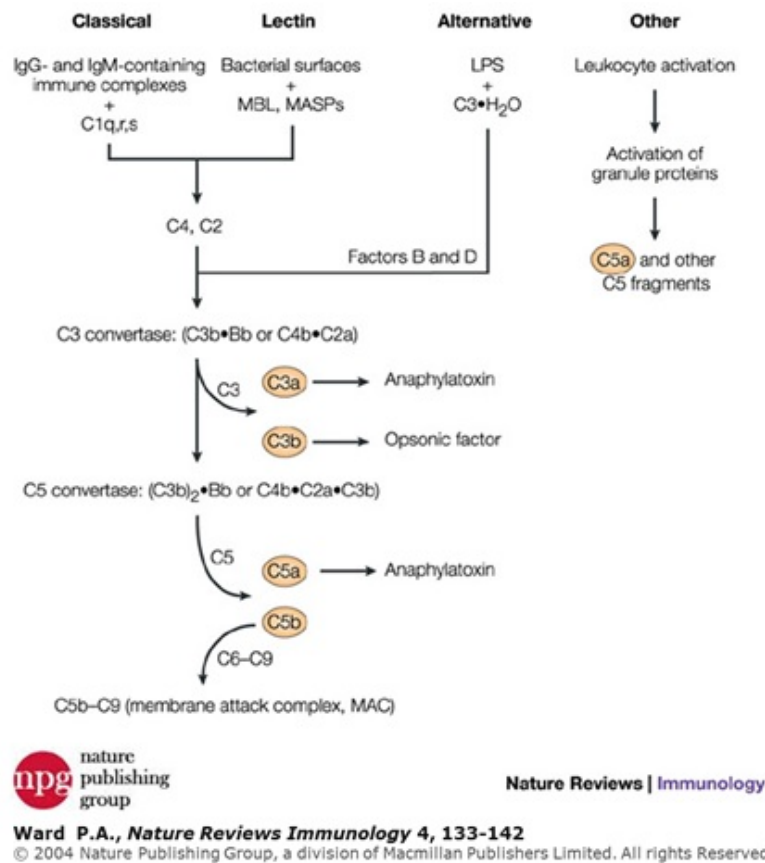 Classical
Lectin
Alternative
Other
IgG- and IgM-containing
immune complexes
+
C1q,r,s
Bacterial surfaces
+
MBL, MASPs
LPS
+
C3•H₂O
Leukocyte activation
Activation of
granule proteins
C5a and other
C5 fragments
C4, C2
Factors B and D
C3 convertase: (C3b•Bb or C4b•C2a)
C3
C3a
Anaphylatoxin
C3b
Opsonic factor
C5 convertase: (C3b)₂•Bb or C4b•C2a•C3b)
C5
C5a
Anaphylatoxin
C5b
C6–C9
C5b–C9 (membrane attack complex, MAC)
npg
nature
publishing
group
Nature Reviews | Immunology
Ward P.A., Nature Reviews Immunology 4, 133-142
© 2004 Nature Publishing Group, a division of Macmillan Publishers Limited. All rights Reserved